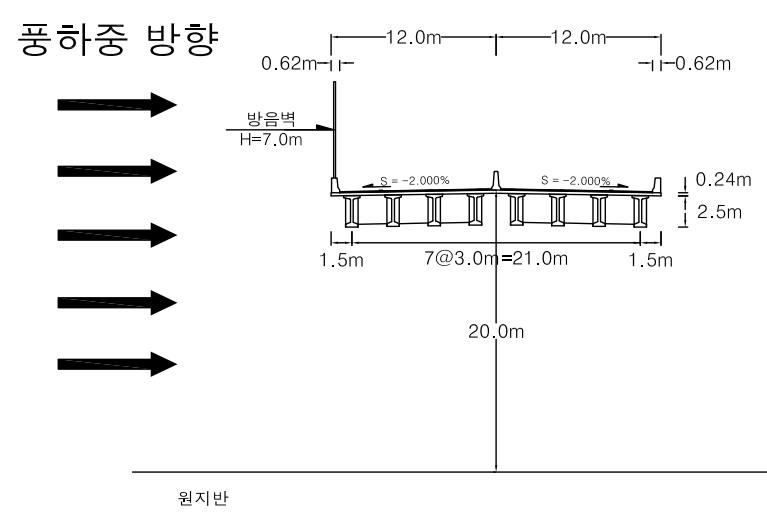 풍하중 방향
12.0m
12.0m
0.62m
0.62m
방음벽
H=7.0m
S = -2.000%
S = -2.000%
0.24m
2.5m
1.5m
7@3.0m=21.0m
1.5m
20.0m
원지반